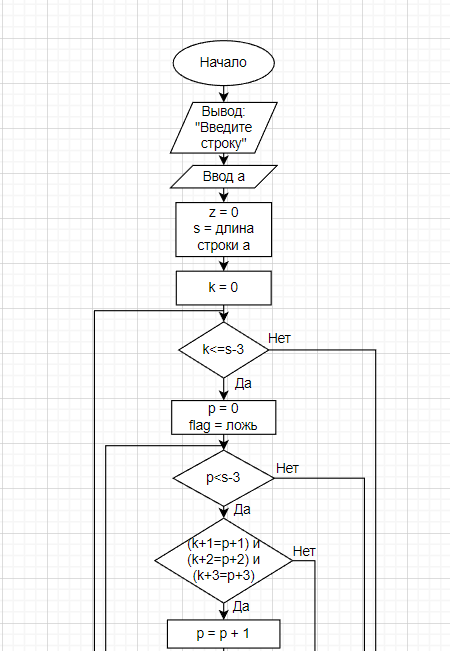 Начало
Вывод:
"Введите
строку"
Ввод a
z = 0
s = длина
строки a
k = 0
k<=s-3
Нет
Да
p = 0
flag = ложь
p<s-3
Нет
Да
(k+1=p+1) и
(k+2=p+2) и
(k+3=p+3)
Нет
Да
p = p + 1